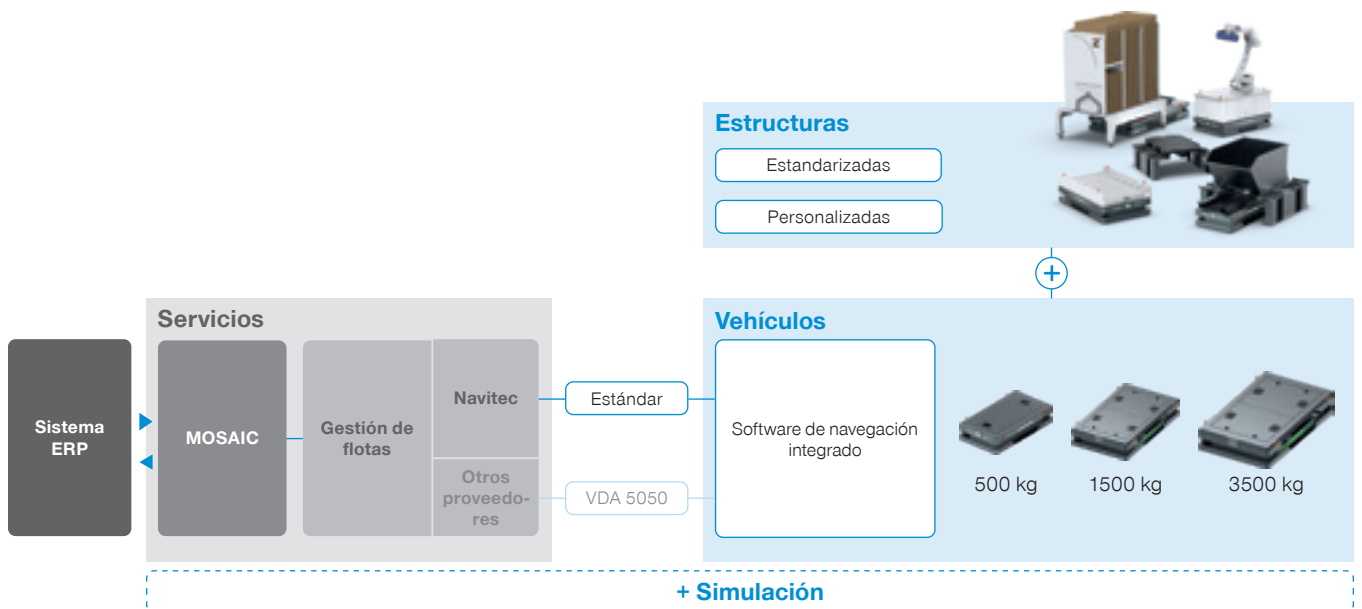 Estructuras
Estandarizadas
Personalizadas
Servicios
Vehículos
Sistema
ERP
MOSAIC
Gestión de
flotas
Navitec
Otros
proveedo-
res
Estándar
VDA 5050
Software de navegación
integrado
500 kg
1500 kg
3500 kg
+ Simulación